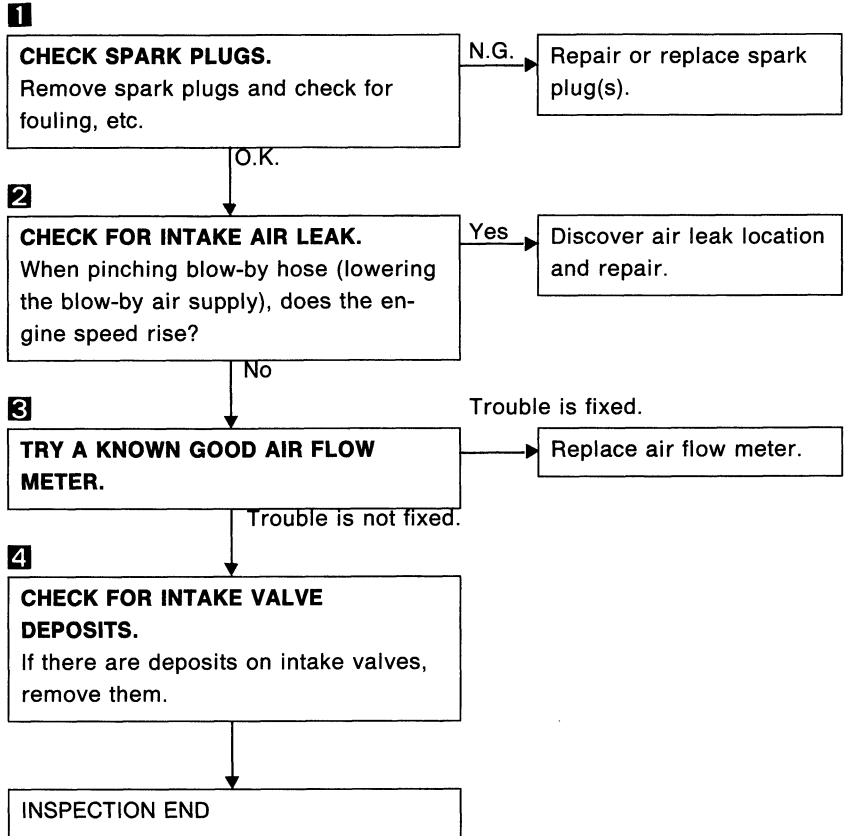 1
CHECK SPARK PLUGS.
Remove spark plugs and check for
fouling, etc.
N.G.
Repair or replace spark
plug(s).
O.K.
2
CHECK FOR INTAKE AIR LEAK.
When pinching blow-by hose (lowering
the blow-by air supply), does the en-
gine speed rise?
Yes
Discover air leak location
and repair.
No
3
TRY A KNOWN GOOD AIR FLOW
METER.
Trouble is fixed.
Replace air flow meter.
Trouble is not fixed.
4
CHECK FOR INTAKE VALVE
DEPOSITS.
If there are deposits on intake valves,
remove them.
INSPECTION END